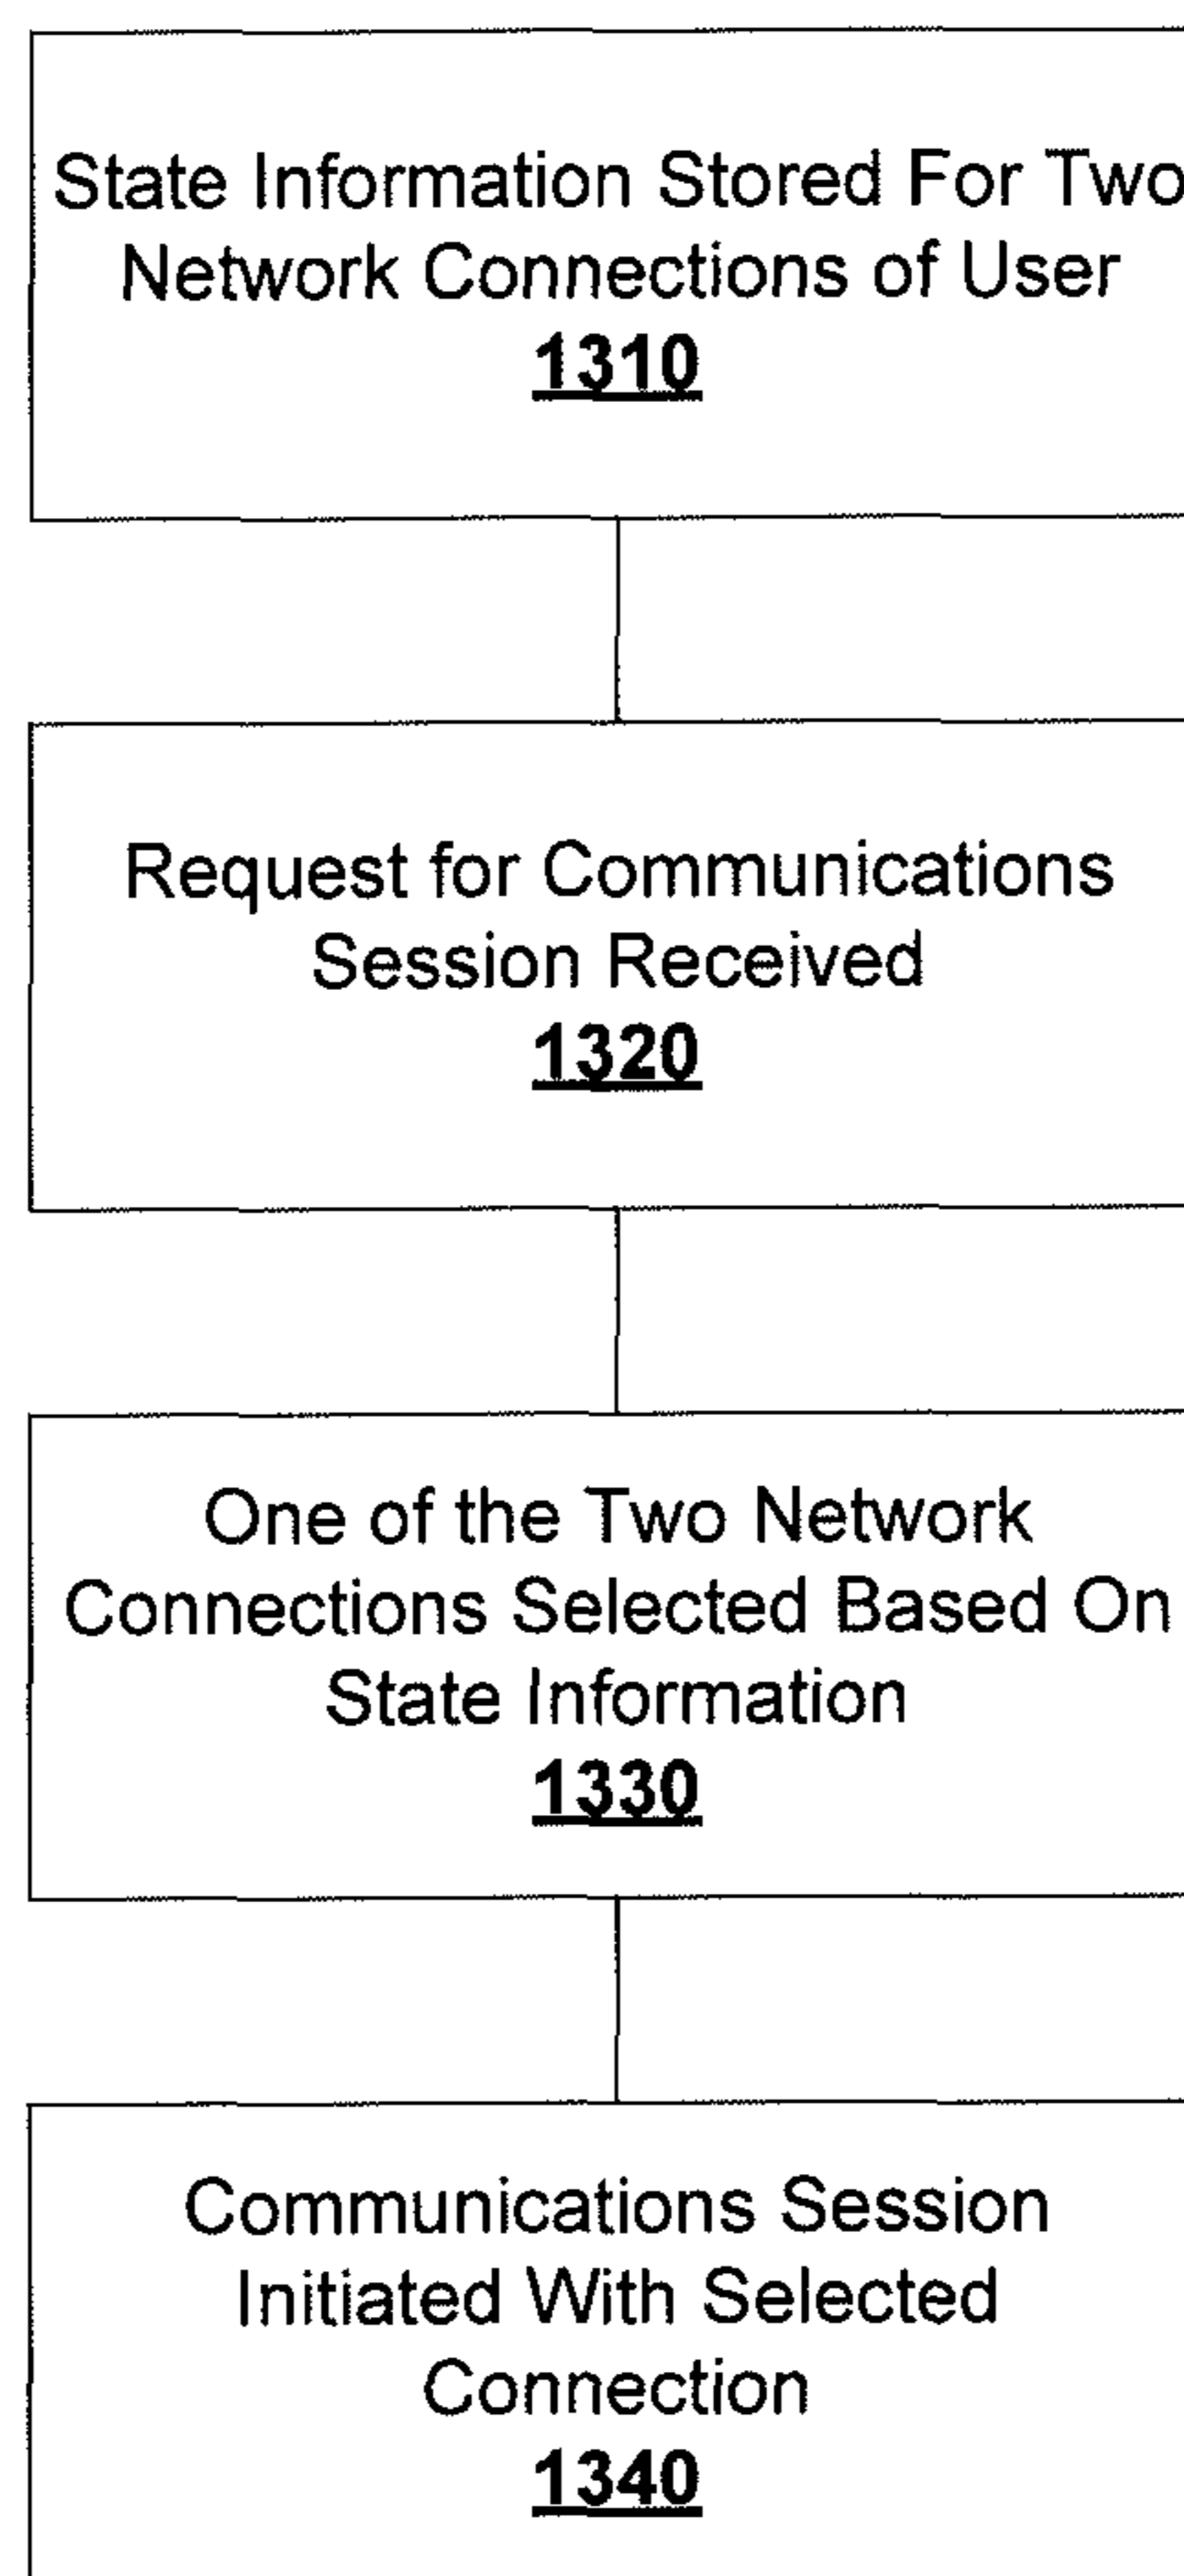 State Information Stored For Two
Network Connections of User
1310
Request for Communications
Session Received
1320
One of the Two Network
Connections Selected Based On
State Information
1330
Communications Session
Initiated With Selected
Connection
1340